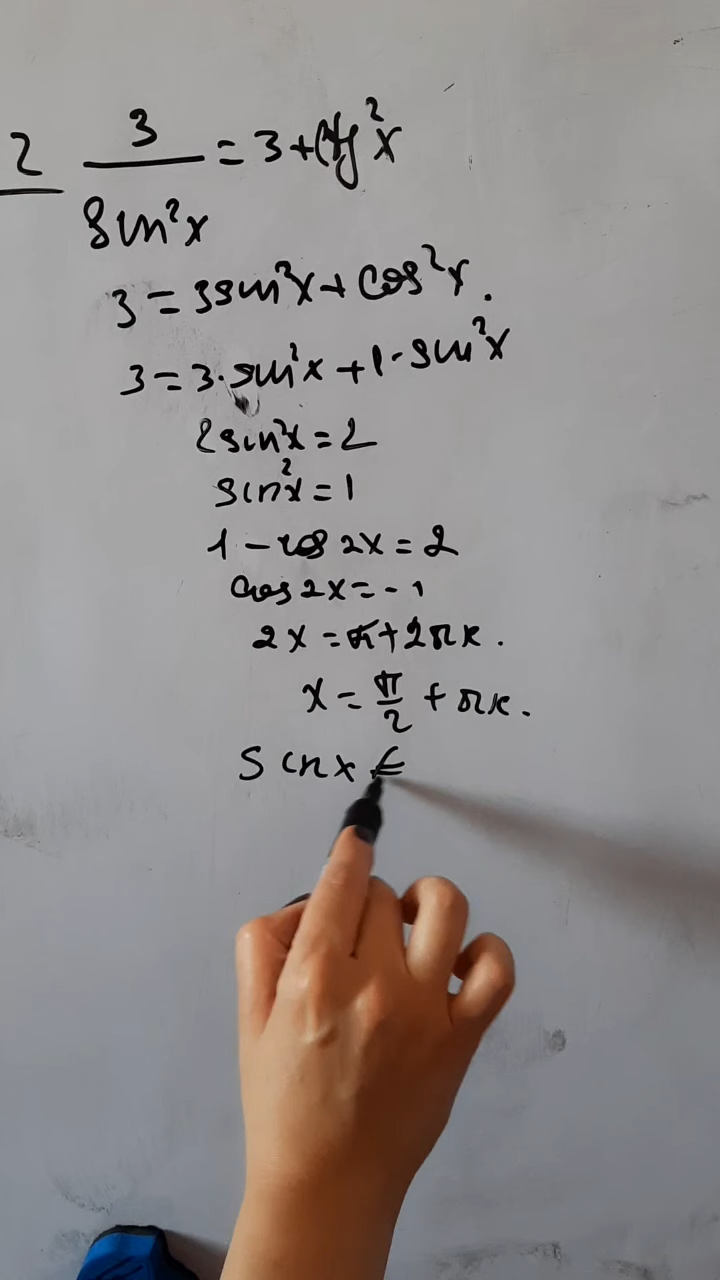 2 3/sin²x = 3 + ctg²x
3 = 3sin²x + cos²x.
3 = 3·sin²x + 1 - sin²x
2sin²x = 2
sin²x = 1
1 - cos 2x = 2
cos 2x = -1
2x = π + 2πk.
x = π/2 + πk.
sin x ≠